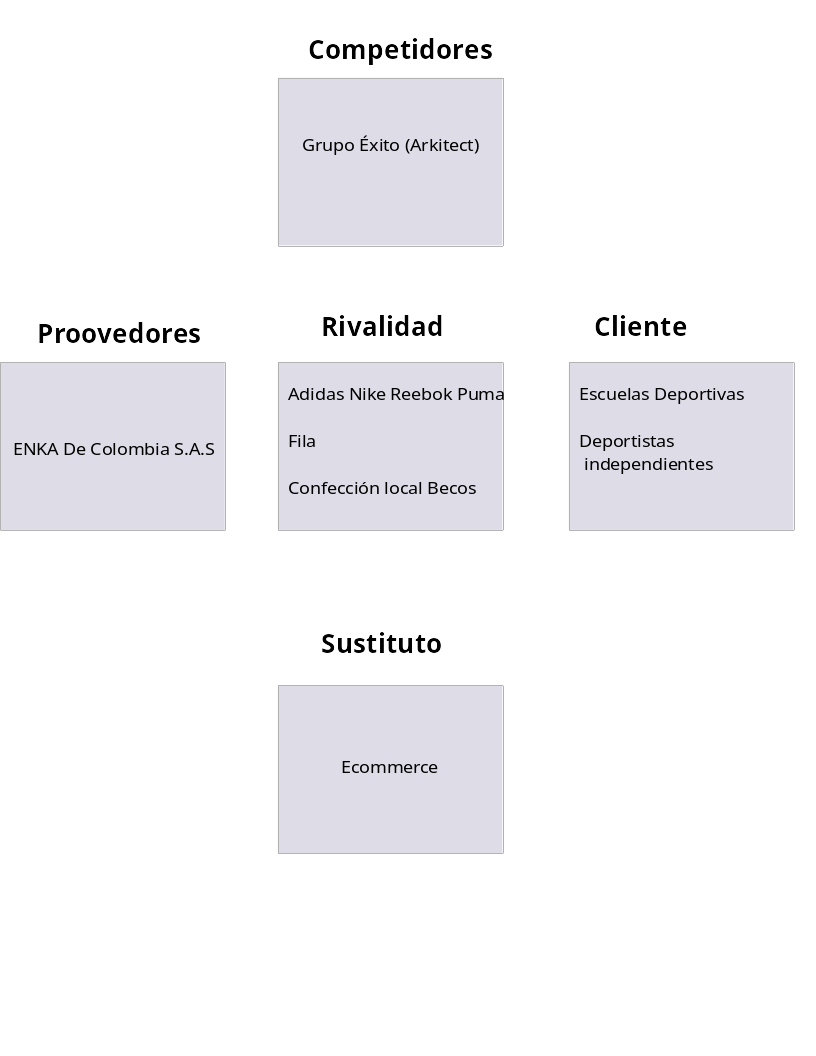 Competidores
Grupo Éxito (Arkitect)
Proovedores
ENKA De Colombia S.A.S
Rivalidad
Adidas Nike Reebok Puma
Fila
Confección local Becos
Cliente
Escuelas Deportivas
Deportistas
independientes
Sustituto
Ecommerce